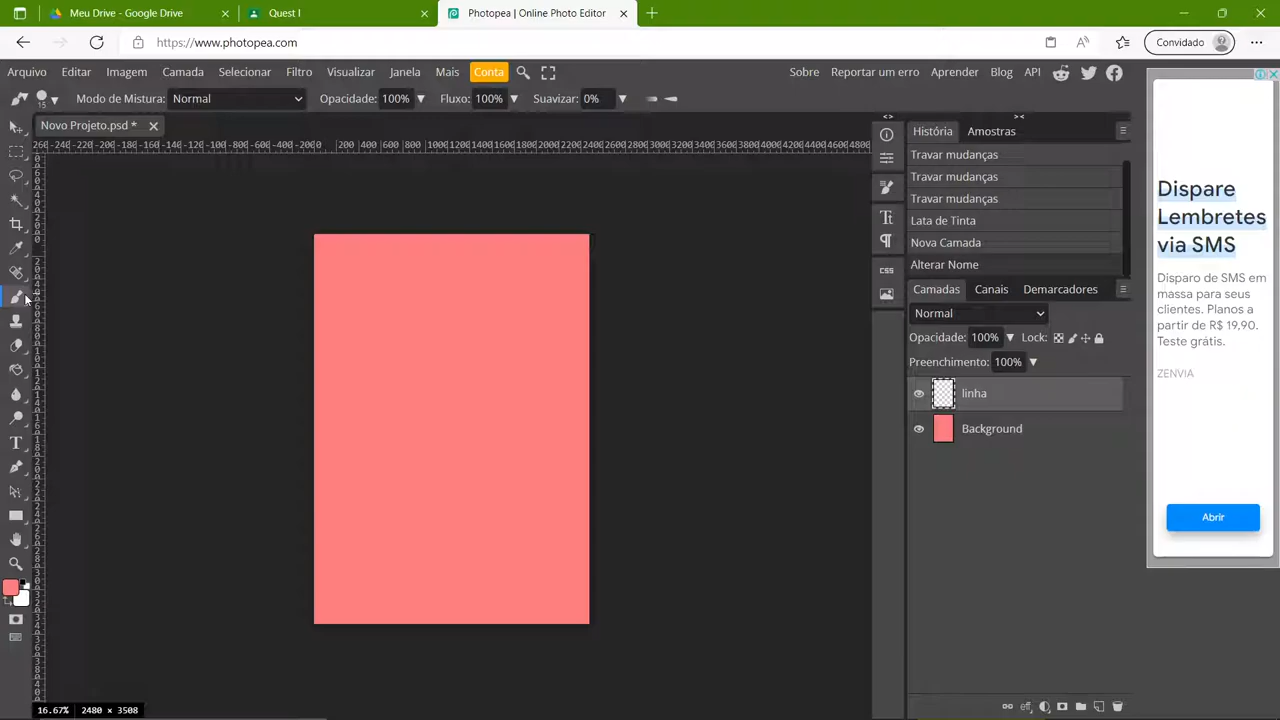 Meu Drive - Google Drive
Quest I
Photopea | Online Photo Editor
https://www.photopea.com
Convidado
Arquivo Editar Imagem Camada Selecionar Filtro Visualizar Janela Mais Conta
Sobre Reportar um erro Aprender Blog API
15 Modo de Mistura: Normal Opacidade: 100% Fluxo: 100% Suavizar: 0%
Novo Projeto.psd *
História Amostras
Travar mudanças
Travar mudanças
Travar mudanças
Lata de Tinta
Nova Camada
Alterar Nome
Camadas Canais Demarcadores
Normal
Opacidade: 100% Lock:
Preenchimento: 100%
linha
Background
CSS
16.67% 2480 x 3508
Dispare
Lembretes
via SMS
Disparo de SMS em
massa para seus
clientes. Planos a
partir de R$ 19,90.
Teste grátis.
ZENVIA
Abrir